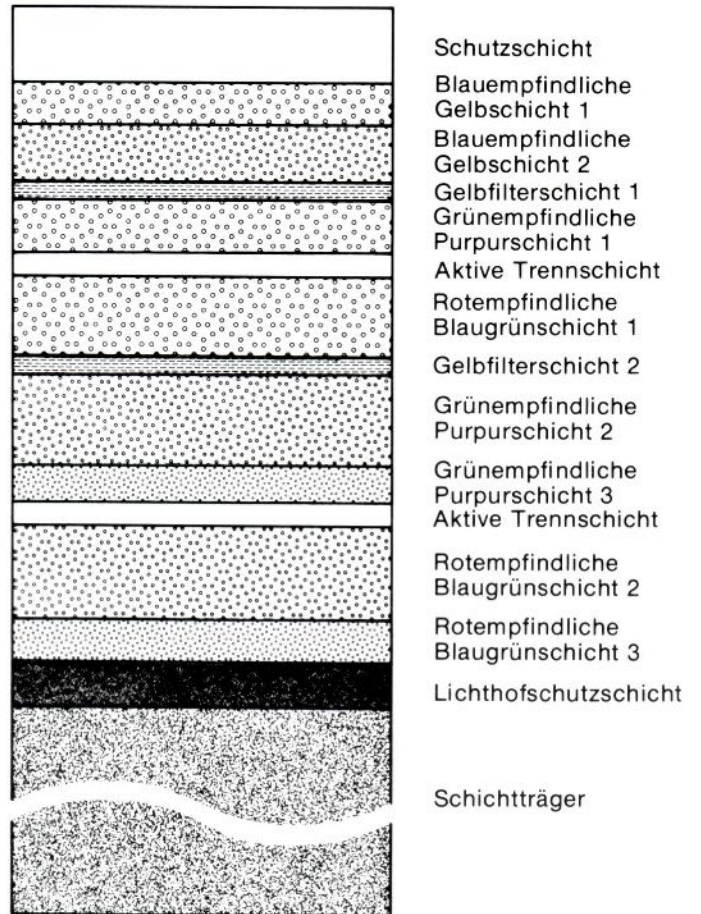 Schutzschicht
Blauempfindliche
Gelbschicht 1
Blauempfindliche
Gelbschicht 2
Gelbfilterschicht 1
Grünempfindliche
Purpurschicht 1
Aktive Trennschicht
Rotempfindliche
Blaugrünschicht 1
Gelbfilterschicht 2
Grünempfindliche
Purpurschicht 2
Grünempfindliche
Purpurschicht 3
Aktive Trennschicht
Rotempfindliche
Blaugrünschicht 2
Rotempfindliche
Blaugrünschicht 3
Lichthofschutzschicht
Schichtträger